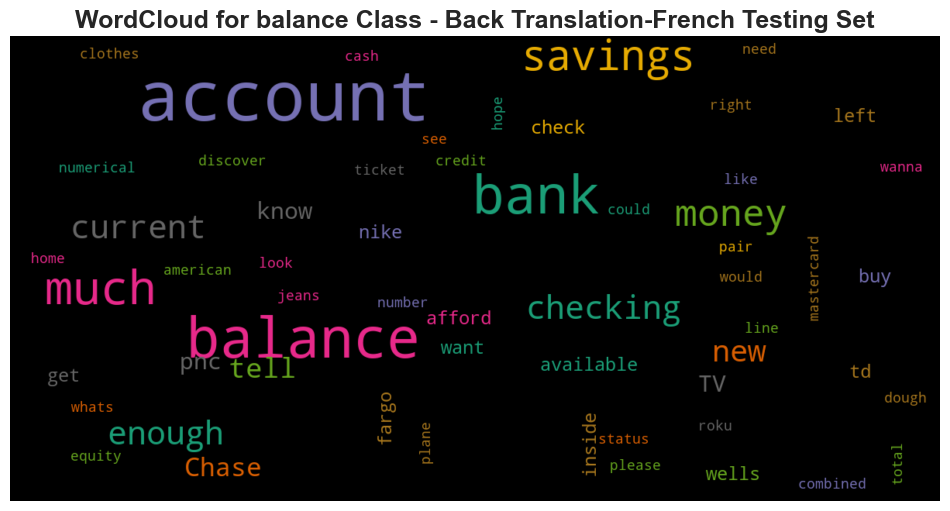 WordCloud for balance Class - Back Translation-French Testing Set
clothes
cash
savings
need
account
hope
check
right
left
see
numerical
discover
ticket
credit
wanna
bank
like
could
money
know
current
nike
pair
home
american
look
much
jeans
number
would
mastercard
buy
checking
afford
balance
want
line
new
pnc
tell
available
get
TV
td
dough
whats
fargo
plane
roku
enough
inside
status
equity
Chase
please
wells
combined
total